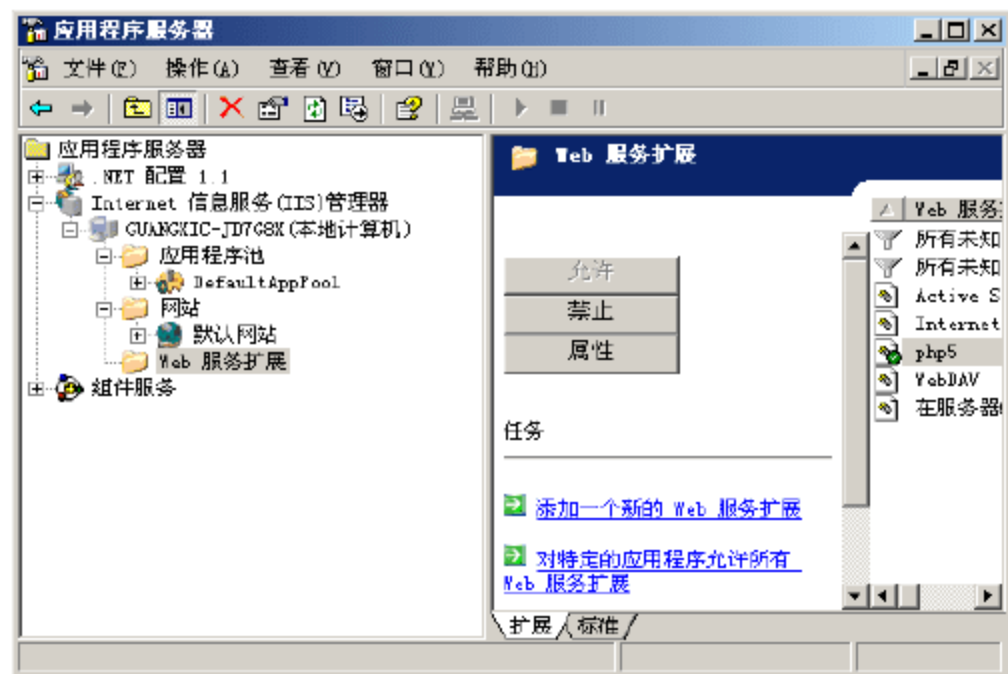 应用程序服务器
文件(F) 操作(A) 查看(V) 窗口(W) 帮助(H)
应用程序服务器
.NET 配置 1.1
Internet 信息服务(IIS)管理器
GUANGXIC-JD7G8X(本地计算机)
应用程序池
DefaultAppPool
网站
默认网站
Web 服务扩展
组件服务
Web 服务扩展
允许
禁止
属性
任务
添加一个新的 Web 服务扩展
对特定的应用程序允许所有
Web 服务扩展
Web 服务
所有未知
所有未知
Active S
Internet
php5
WebDAV
在服务器
扩展 标准